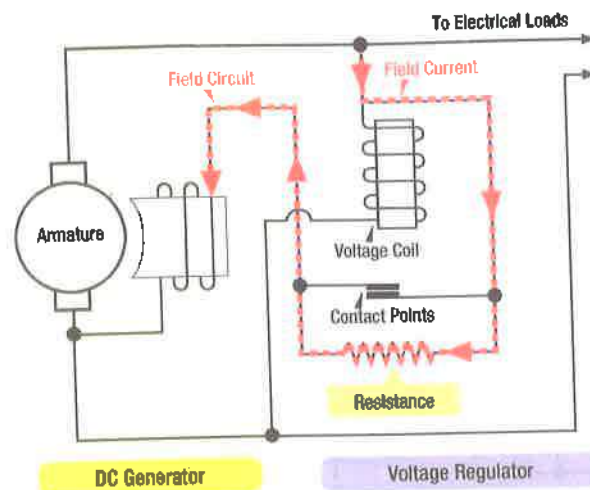 To Electrical Loads
Field Circuit
Field Current
Armature
Voltage Coil
Contact Points
Resistance
DC Generator
Voltage Regulator